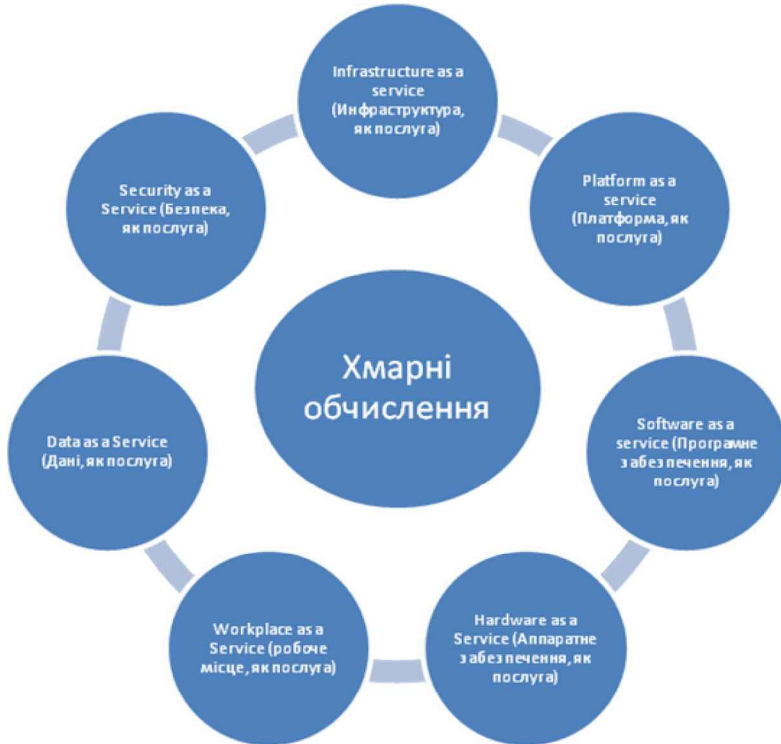 Infrastructure as a
service
(Инфраструктура,
як послуга)
Platform as a
service
(Платформа, як
послуга)
Software as a
service (Програмне
забезпечення, як
послуга)
Hardware as a
Service (Аппаратне
забезпечення, як
послуга)
Workplace as a
Service (робоче
місце, як послуга)
Data as a Service
(Дані, як послуга)
Security as a
Service (Безпека,
як послуга)
Хмарні
обчислення